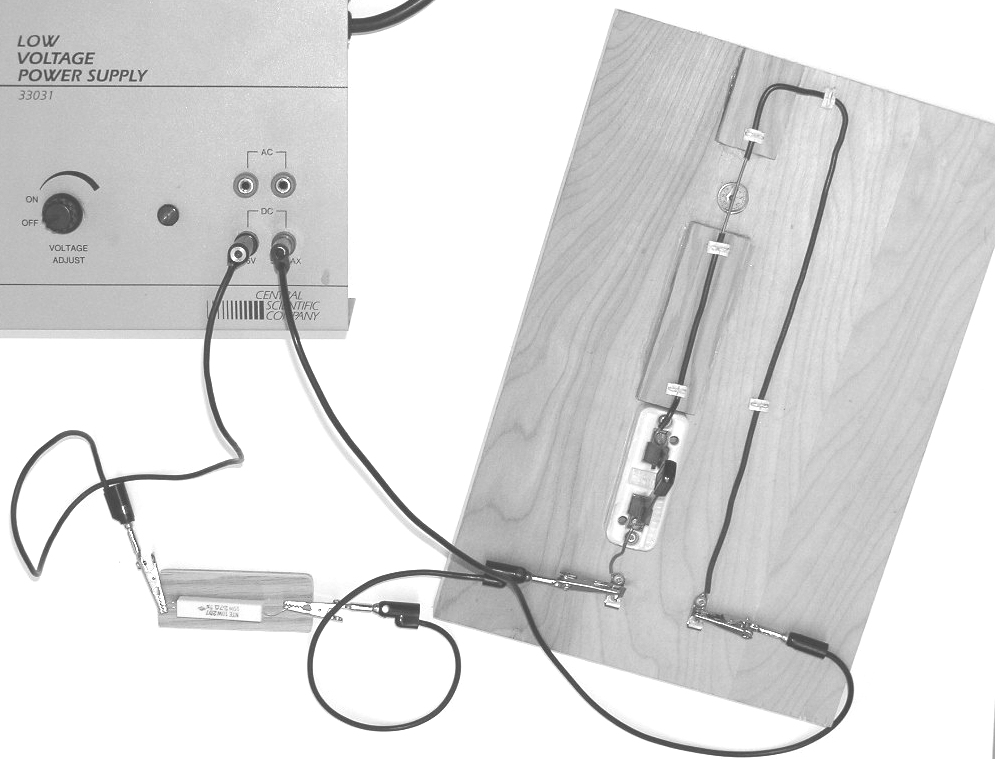 LOW
VOLTAGE
POWER SUPPLY
33031
AC
ON
OFF
DC
VOLTAGE
ADJUST
CENTRAL
SCIENTIFIC
COMPANY